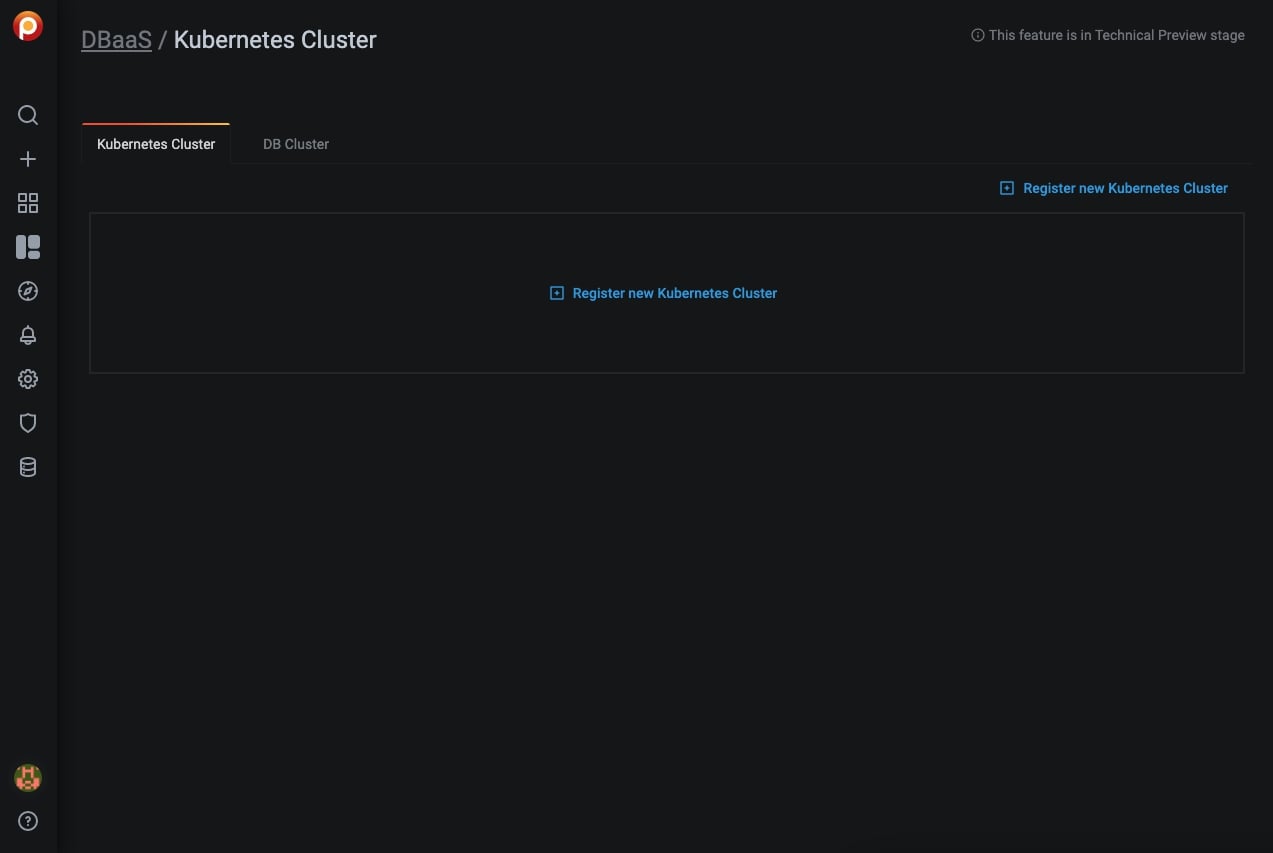 DBaaS / Kubernetes Cluster
This feature is in Technical Preview stage
Kubernetes Cluster
DB Cluster
Register new Kubernetes Cluster
Register new Kubernetes Cluster